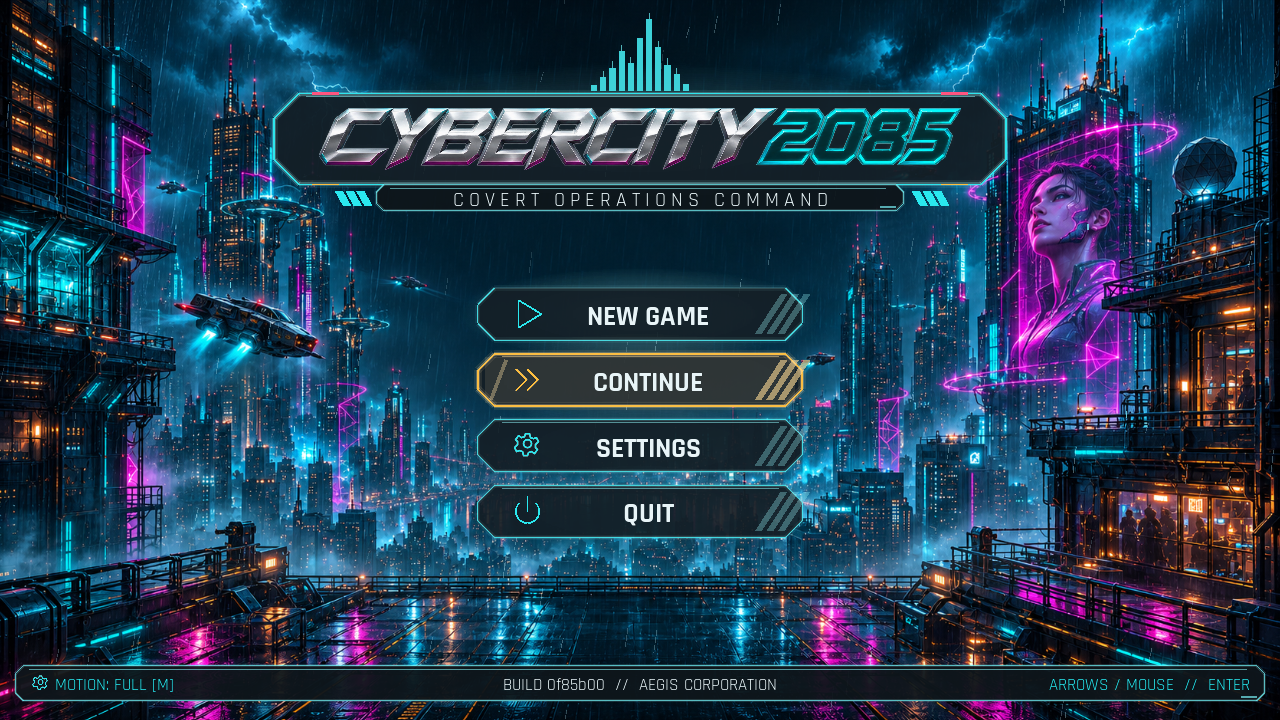 CYBERCITY 2085
COVERT OPERATIONS COMMAND
NEW GAME
CONTINUE
SETTINGS
QUIT
MOTION: FULL [M]
BUILD 0f85b00 // AEGIS CORPORATION
ARROWS / MOUSE // ENTER